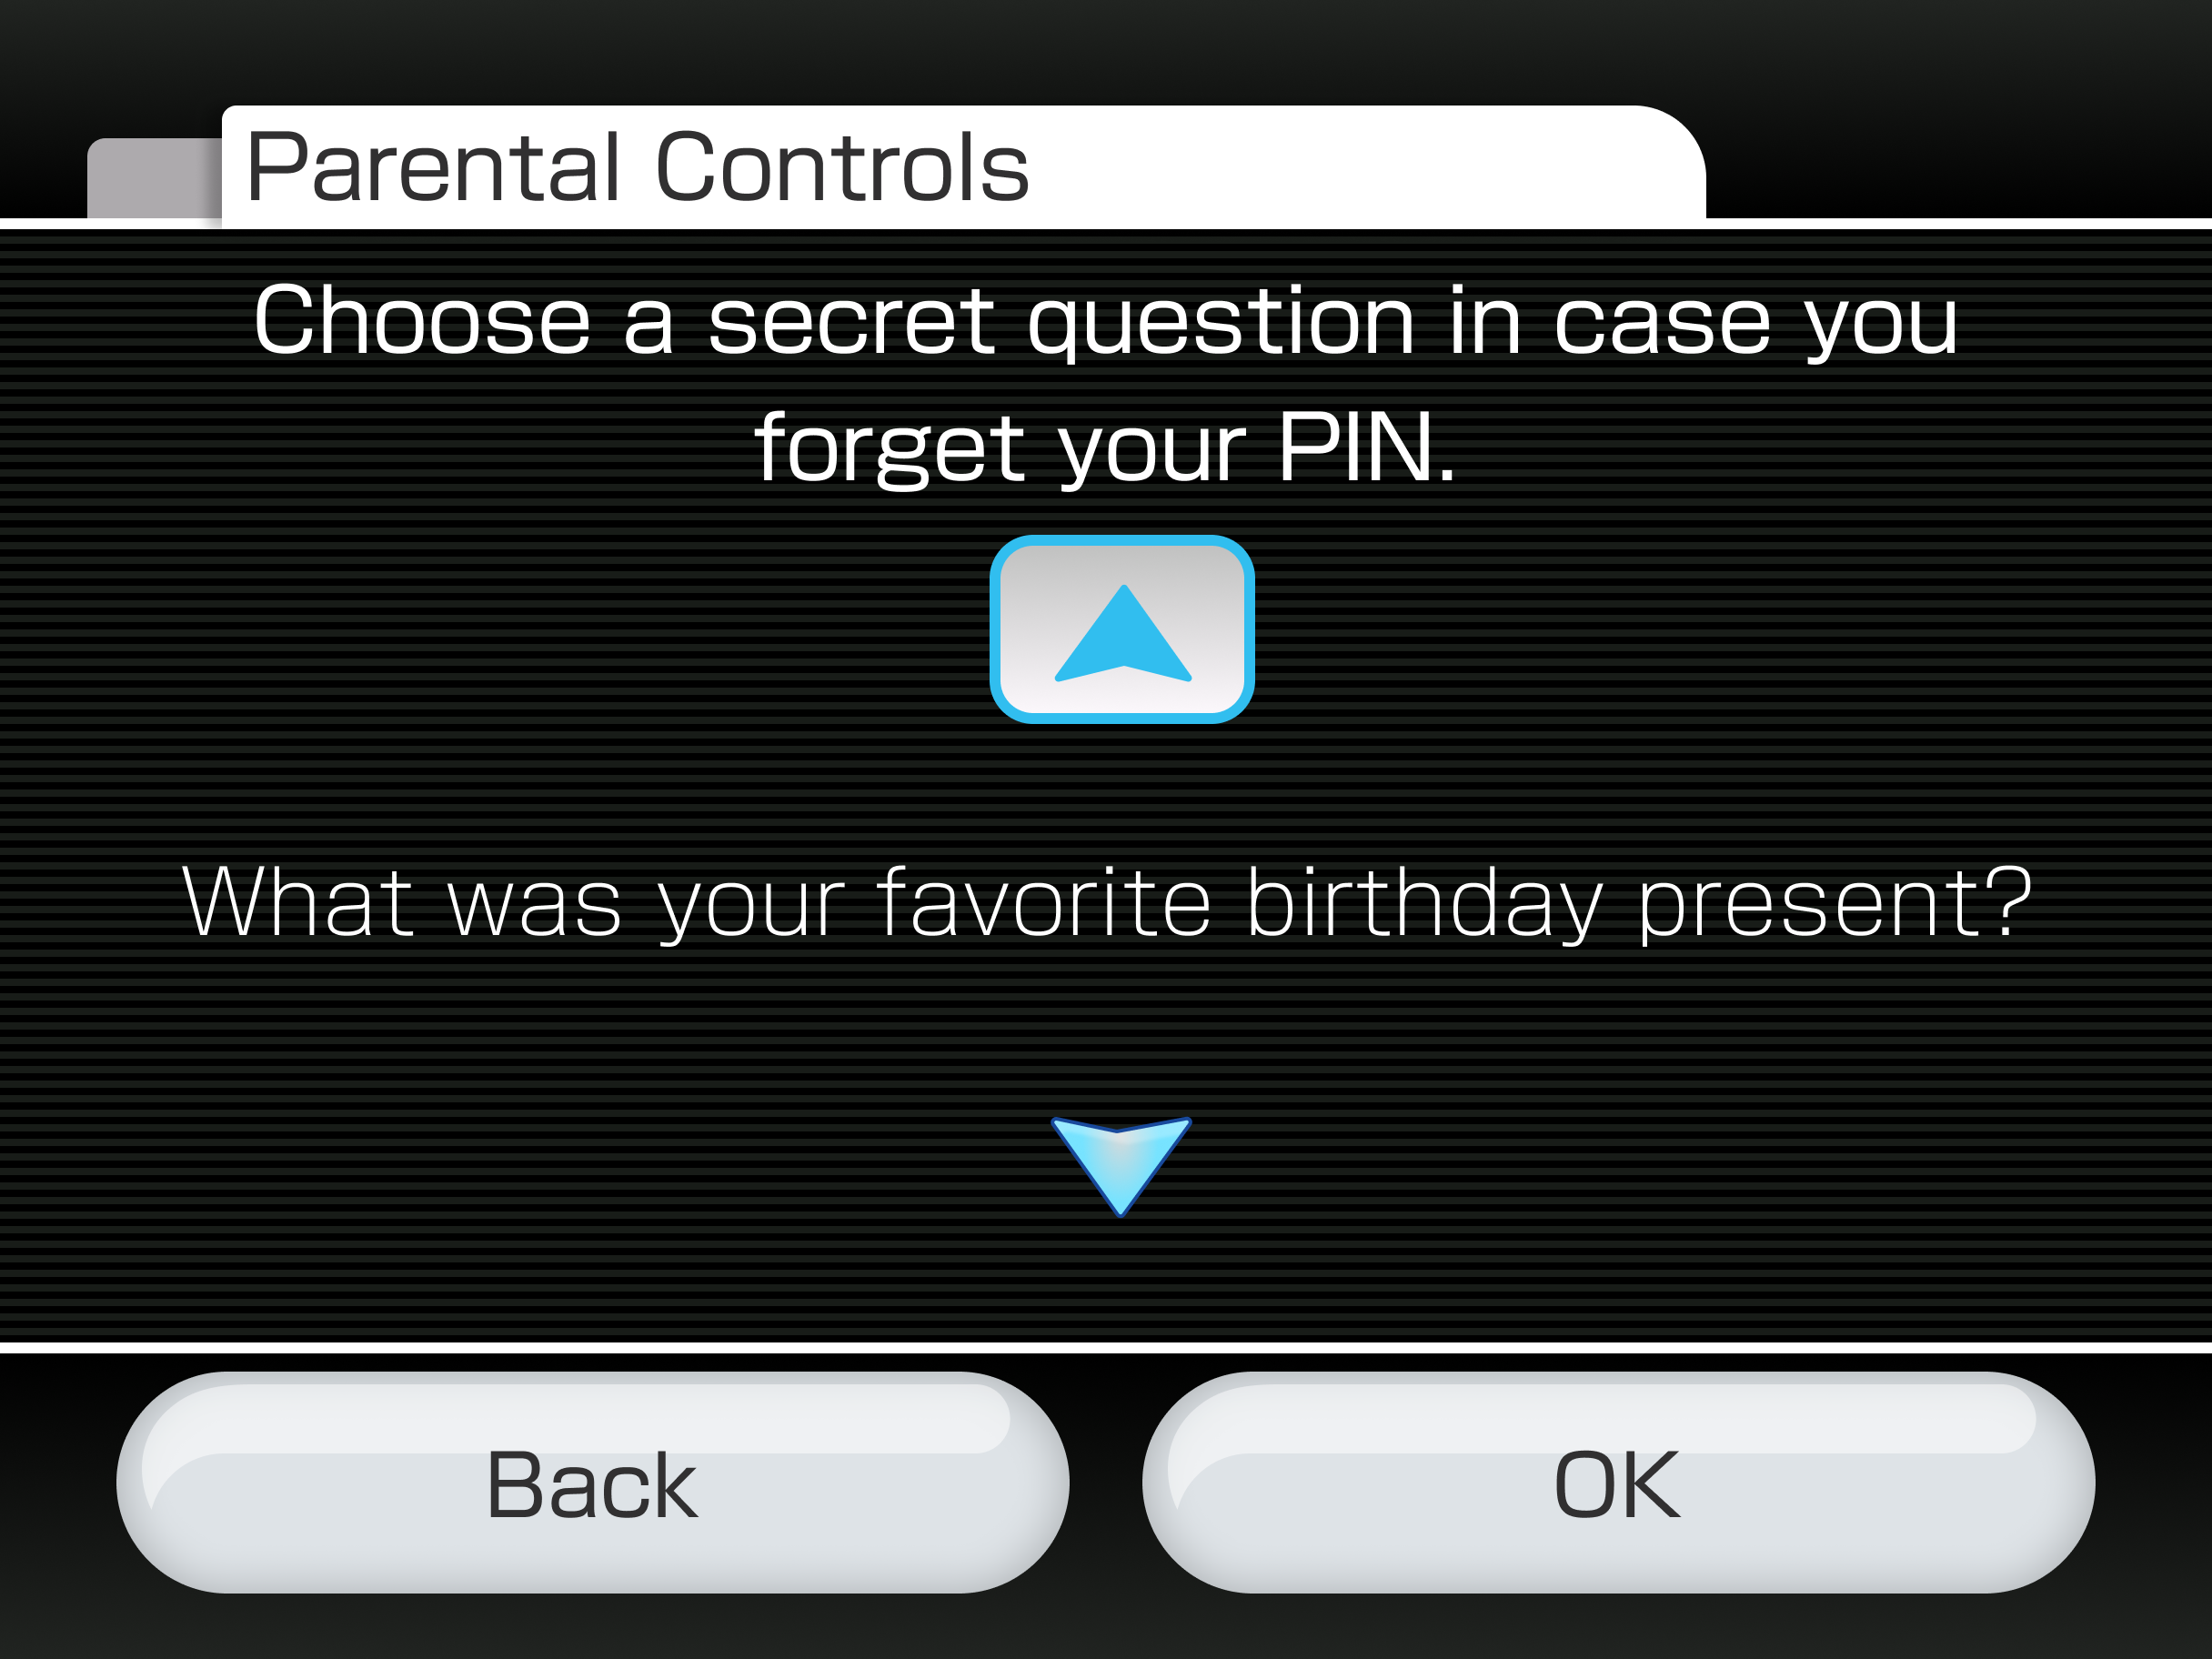 Parental Controls
Choose a secret question in case you
forget your PIN.
What was your favorite birthday present?
Back
OK